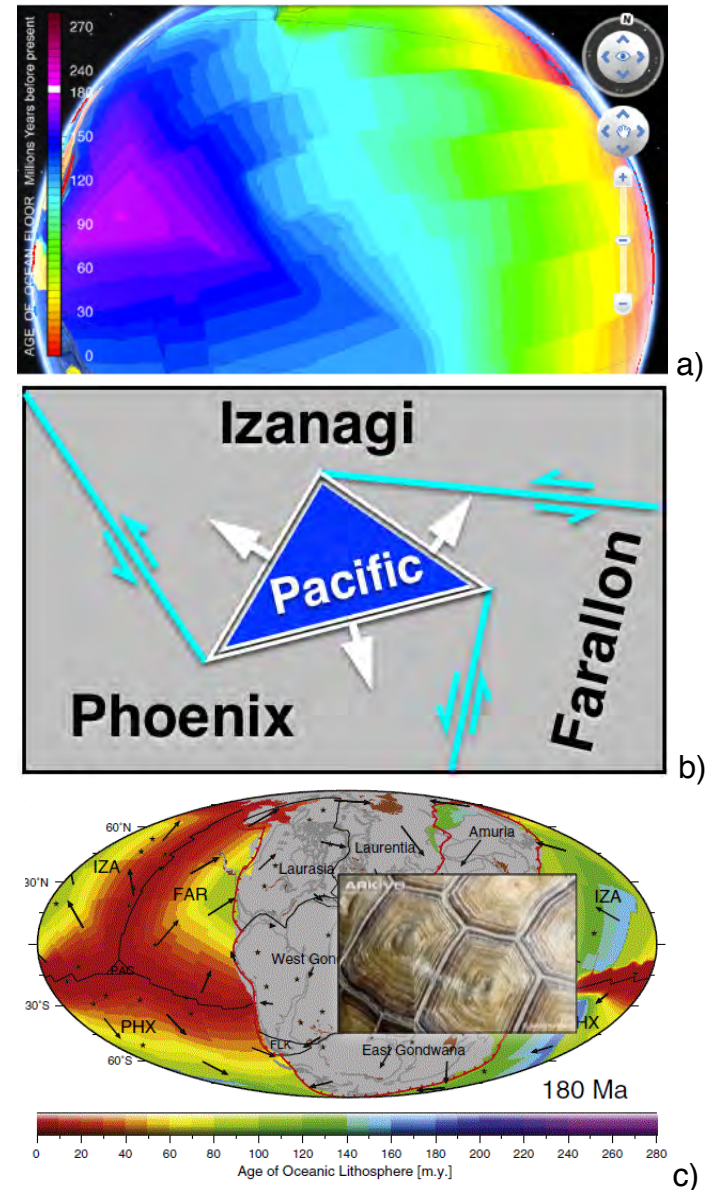 AGE OF OCEAN FLOOR Millions Years before present
270
240
180
150
120
90
60
30
0
N
a)
Izanagi
Pacific
Farallon
Phoenix
b)
60˚N
30˚N
30˚S
60˚S
IZA
FAR
PAC
PHX
Laurentia
Amuria
Laurasia
IZA
ARKIVE
West Gon
HX
FLK
East Gondwana
180 Ma
0 20 40 60 80 100 120 140 160 180 200 220 240 260 280
Age of Oceanic Lithosphere [m.y.]
c)